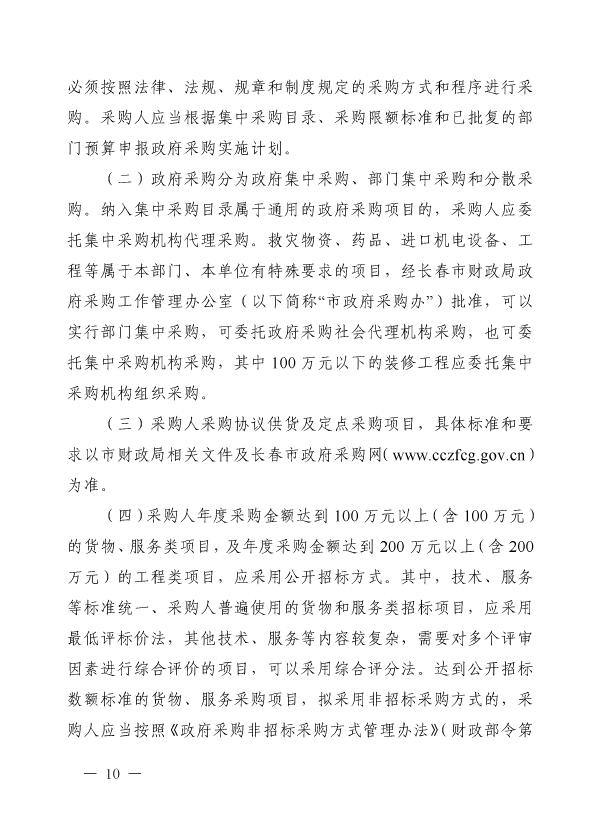 必须按照法律、法规、规章和制度规定的采购方式和程序进行采
购。采购人应当根据集中采购目录、采购限额标准和已批复的部
门预算申报政府采购实施计划。
（二）政府采购分为政府集中采购、部门集中采购和分散采
购。纳入集中采购目录属于通用的政府采购项目的，采购人应委
托集中采购机构代理采购。救灾物资、药品、进口机电设备、工
程等属于本部门、本单位有特殊要求的项目，经长春市财政局政
府采购工作管理办公室（以下简称“市政府采购办”）批准，可以
实行部门集中采购，可委托政府采购社会代理机构采购，也可委
托集中采购机构采购，其中 100 万元以下的装修工程应委托集中
采购机构组织采购。
（三）采购人采购协议供货及定点采购项目，具体标准和要
求以市财政局相关文件及长春市政府采购网（www.cczfcg.gov.cn）
为准。
（四）采购人年度采购金额达到 100 万元以上（含 100 万元）
的货物、服务类项目，及年度采购金额达到 200 万元以上（含 200
万元）的工程类项目，应采用公开招标方式。其中，技术、服务
等标准统一、采购人普遍使用的货物和服务类招标项目，应采用
最低评标价法，其他技术、服务等内容较复杂，需要对多个评审
因素进行综合评价的项目，可以采用综合评分法。达到公开招标
数额标准的货物、服务采购项目，拟采用非招标采购方式的，采
购人应当按照《政府采购非招标采购方式管理办法》（财政部令第
— 10 —